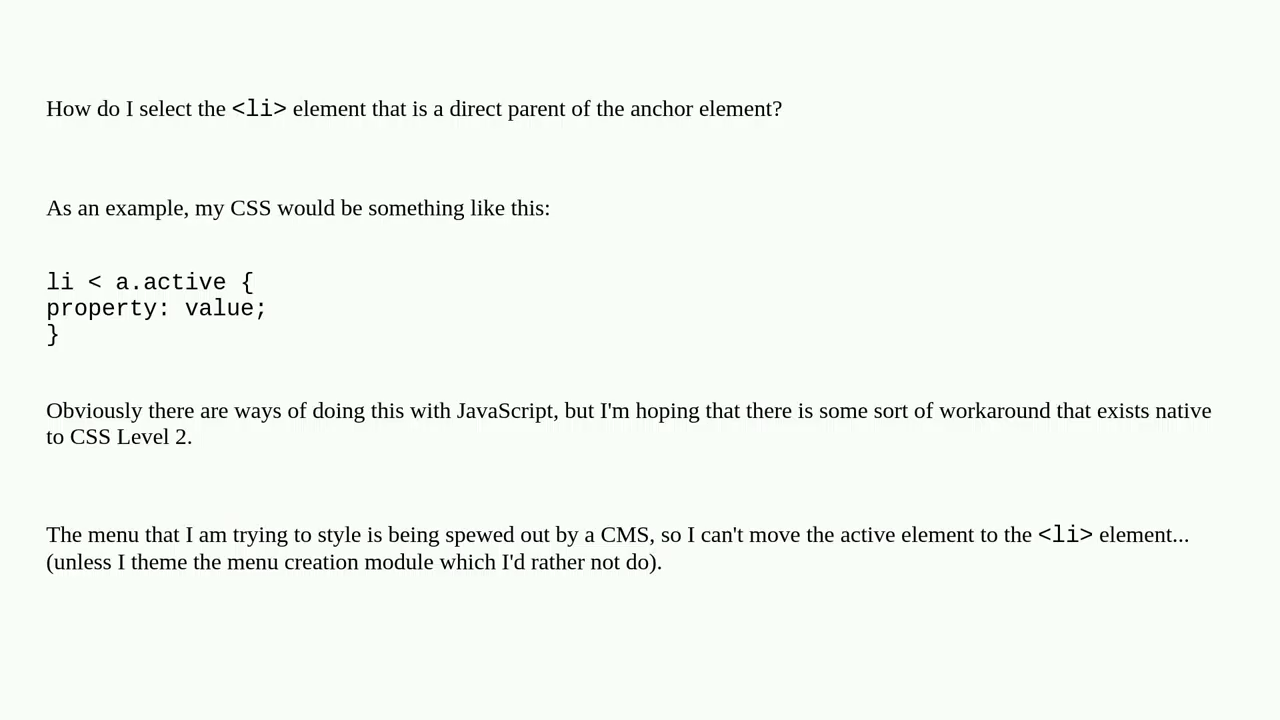 How do I select the <li> element that is a direct parent of the anchor element?
As an example, my CSS would be something like this:
li < a.active {
property: value;
}
Obviously there are ways of doing this with JavaScript, but I'm hoping that there is some sort of workaround that exists native
to CSS Level 2.
The menu that I am trying to style is being spewed out by a CMS, so I can't move the active element to the <li> element...
(unless I theme the menu creation module which I'd rather not do).